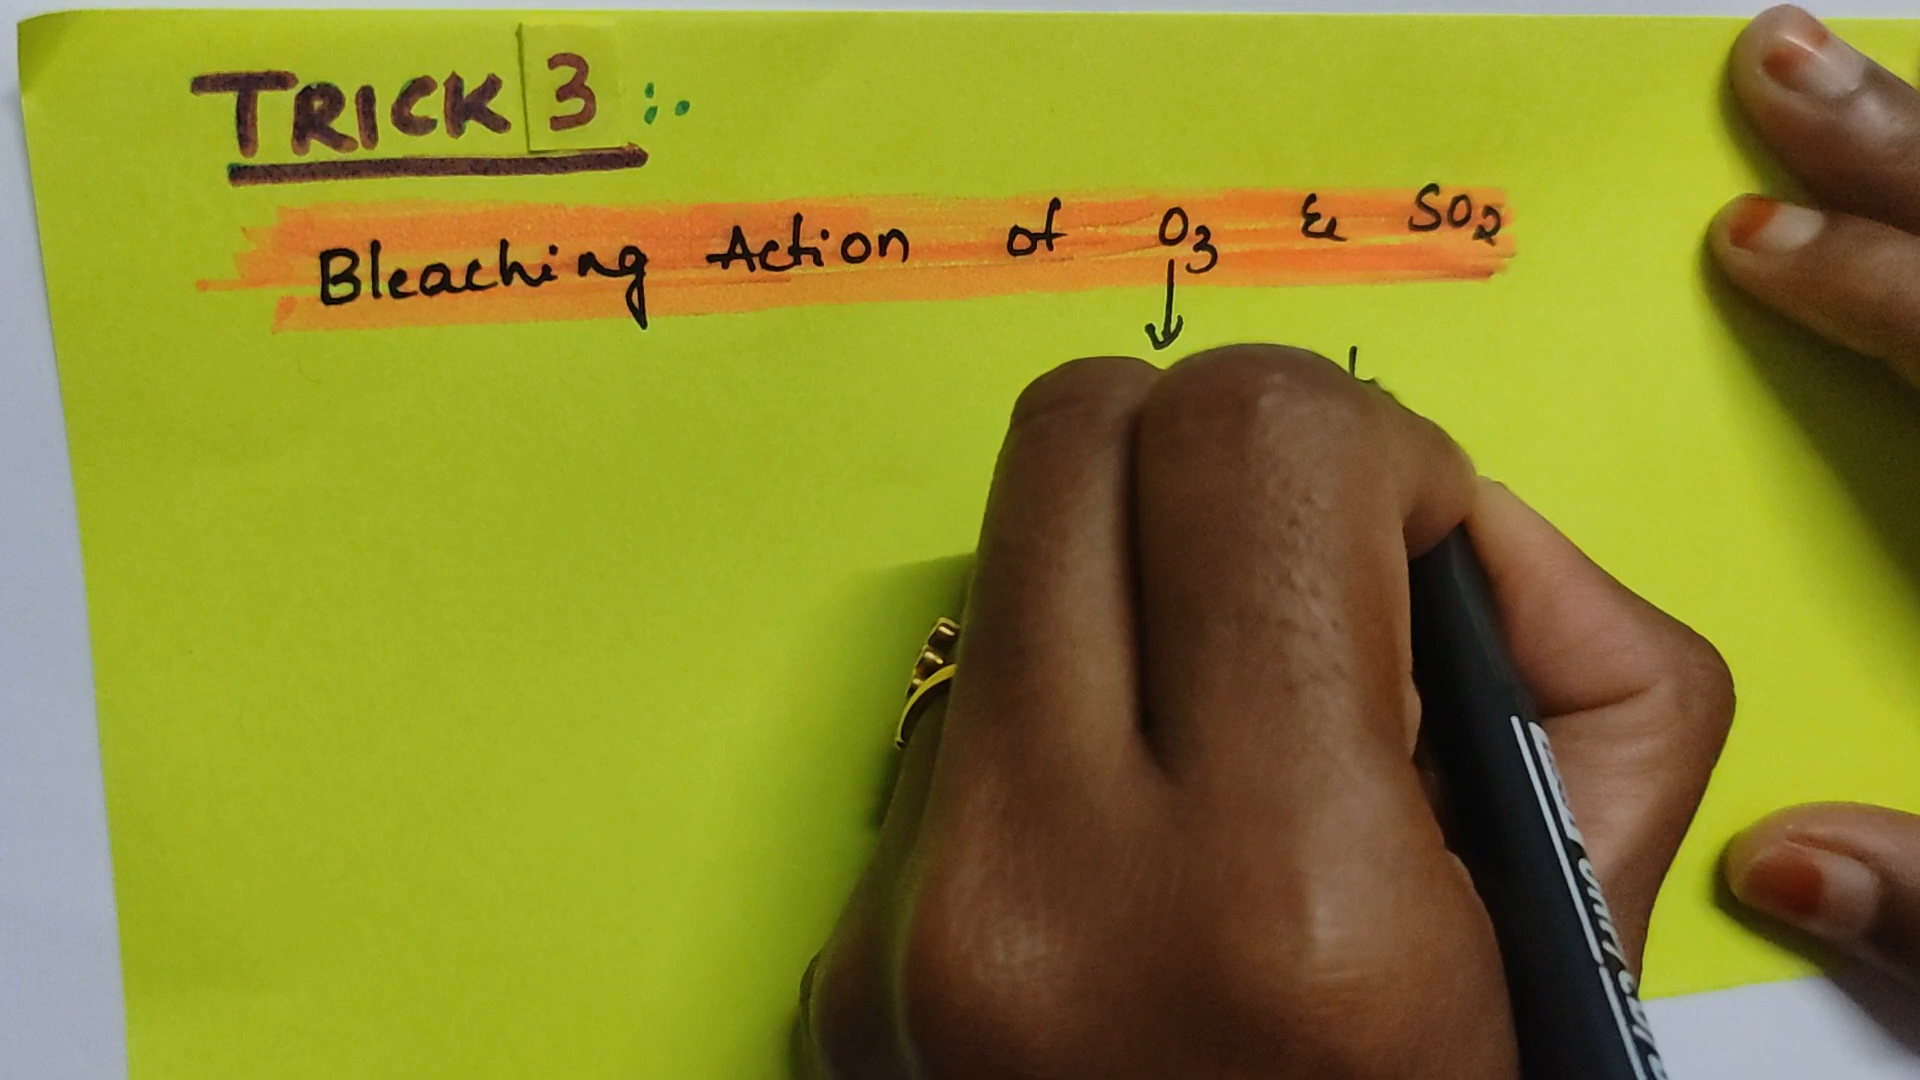 TRICK 3 :.
Bleaching Action of O₃ & SO₂